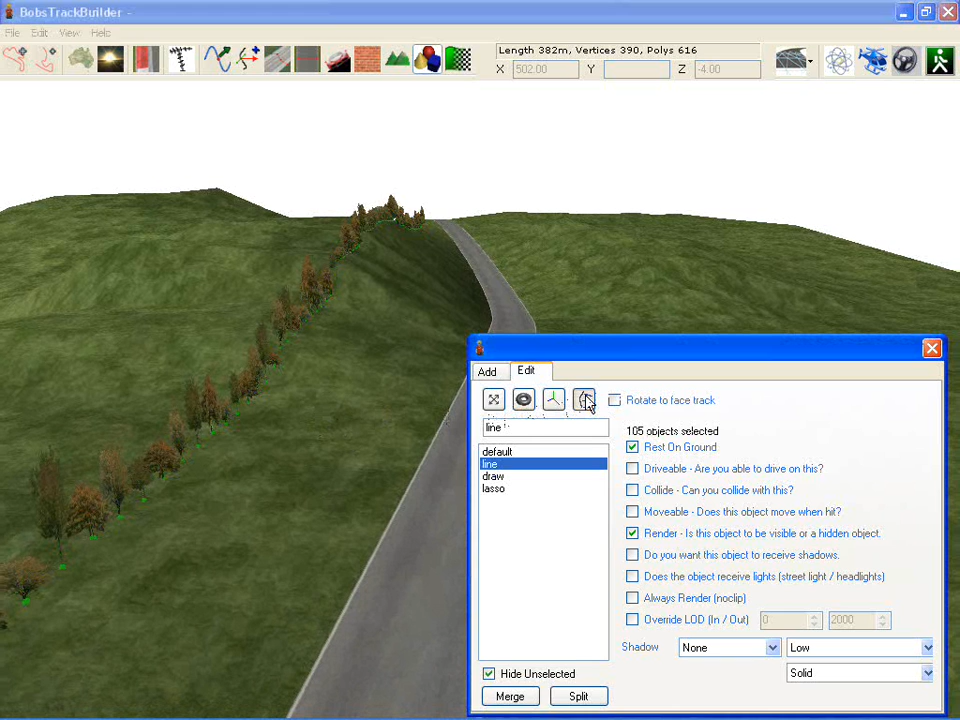 BobsTrackBuilder -
File Edit View Help
Length 382m, Vertices 390, Polys 616
X 502.00 Y Z -4.00
Add Edit
Rotate to face track
line
105 objects selected
default
line
draw
lasso
Rest On Ground
Driveable - Are you able to drive on this?
Collide - Can you collide with this?
Moveable - Does this object move when hit?
Render - Is this object to be visible or a hidden object.
Do you want this object to receive shadows.
Does the object receive lights (street light / headlights)
Always Render (noclip)
Override LOD (In / Out) 0 2000
Shadow None Low
Solid
Hide Unselected
Merge Split